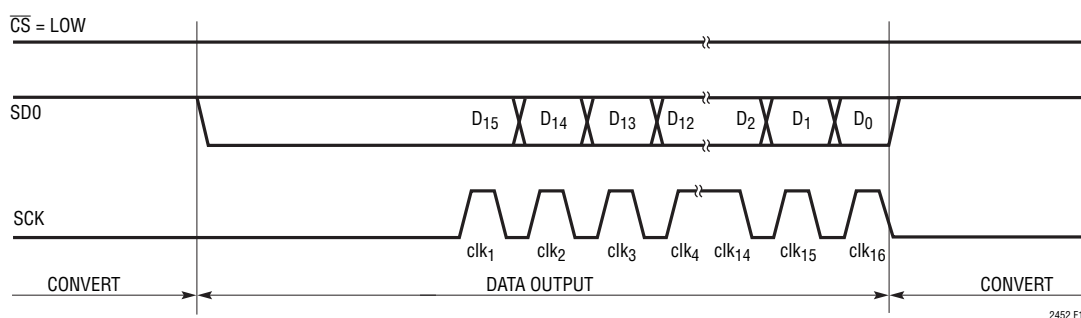 CS = LOW
SD0
D15 D14 D13 D12 D2 D1 D0
SCK
clk1 clk2 clk3 clk4 clk14 clk15 clk16
CONVERT DATA OUTPUT CONVERT
2452 F1